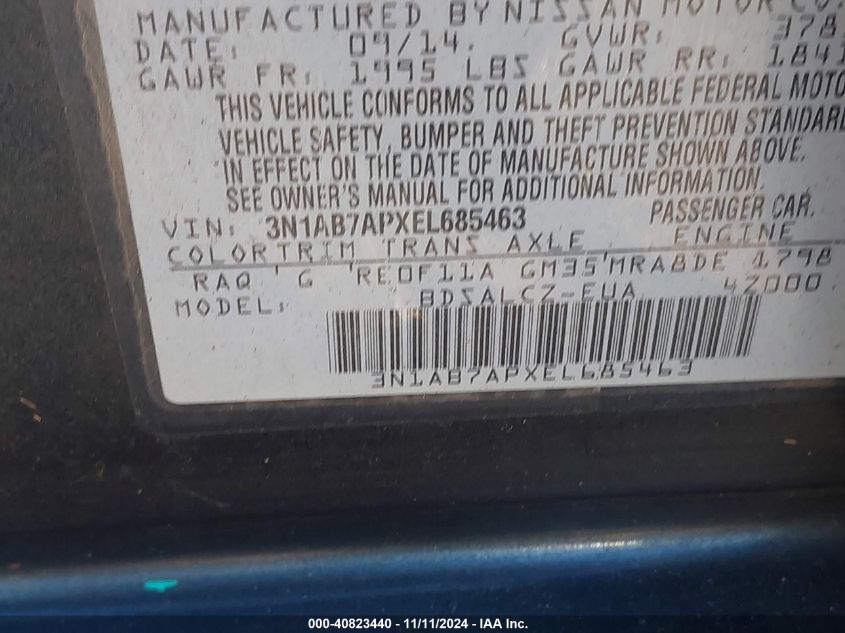 MANUFACTURED BY NISSAN MOTOR CO.
DATE: 09/14. GVWR: 378
GAWR FR: 1995 LBS GAWR RR: 1841
THIS VEHICLE CONFORMS TO ALL APPLICABLE FEDERAL MOTO
VEHICLE SAFETY, BUMPER AND THEFT PREVENTION STANDARD
IN EFFECT ON THE DATE OF MANUFACTURE SHOWN ABOVE.
SEE OWNER'S MANUAL FOR ADDITIONAL INFORMATION.
VIN: 3N1AB7APXEL685463 PASSENGER CAR.
COLOR TRIM TRANS AXLE ENGINE
RAQ ' G 'RE0F11A GM35'MRA8DE 1798
MODEL: BDSALCZ-EUA 4Z000.
3N1AB7APXEL685463
000-40823440 - 11/11/2024 - IAA Inc.